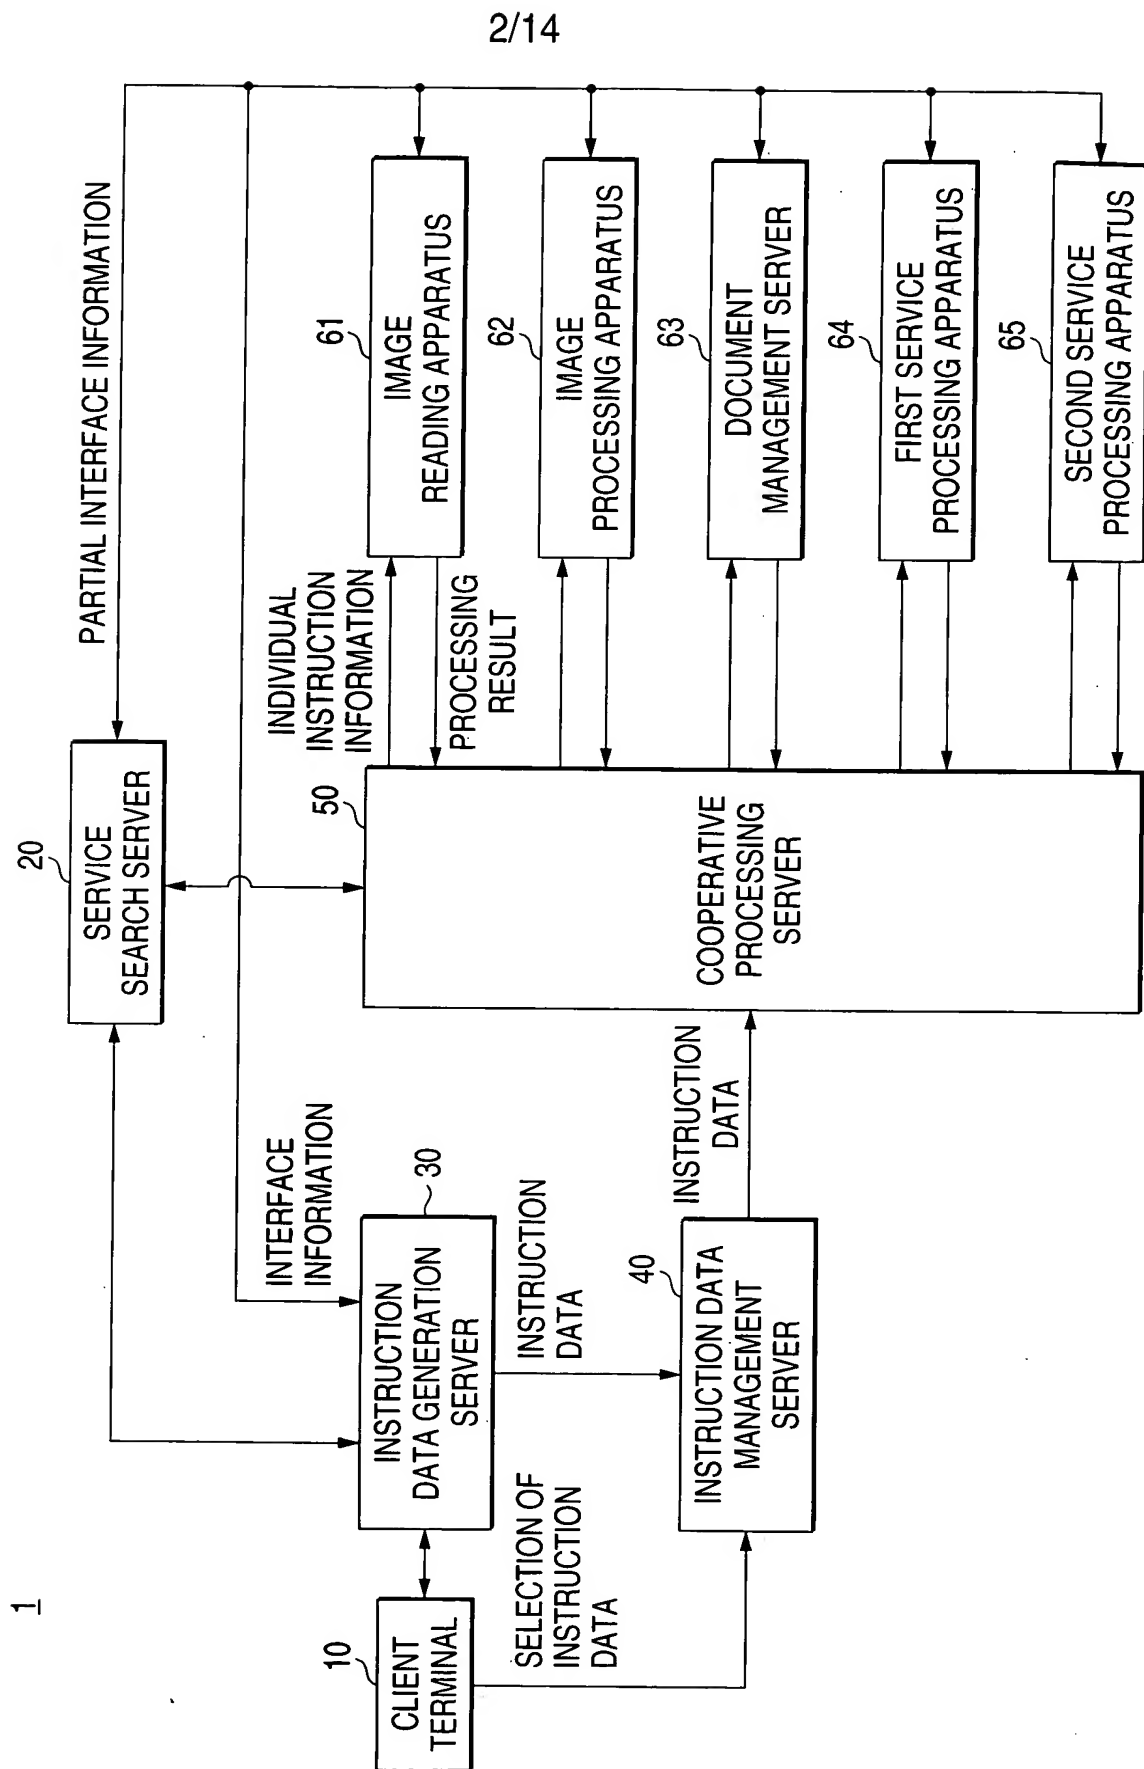 2/14
1
10
CLIENT
TERMINAL
SELECTION OF
INSTRUCTION
DATA
20
SERVICE
SEARCH SERVER
PARTIAL INTERFACE INFORMATION
INTERFACE
INFORMATION
30
INSTRUCTION
DATA GENERATION
SERVER
INSTRUCTION
DATA
40
INSTRUCTION DATA
MANAGEMENT
SERVER
INSTRUCTION
DATA
50
COOPERATIVE
PROCESSING
SERVER
INDIVIDUAL
INSTRUCTION
INFORMATION
PROCESSING
RESULT
61
IMAGE
READING APPARATUS
62
IMAGE
PROCESSING APPARATUS
63
DOCUMENT
MANAGEMENT SERVER
64
FIRST SERVICE
PROCESSING APPARATUS
65
SECOND SERVICE
PROCESSING APPARATUS